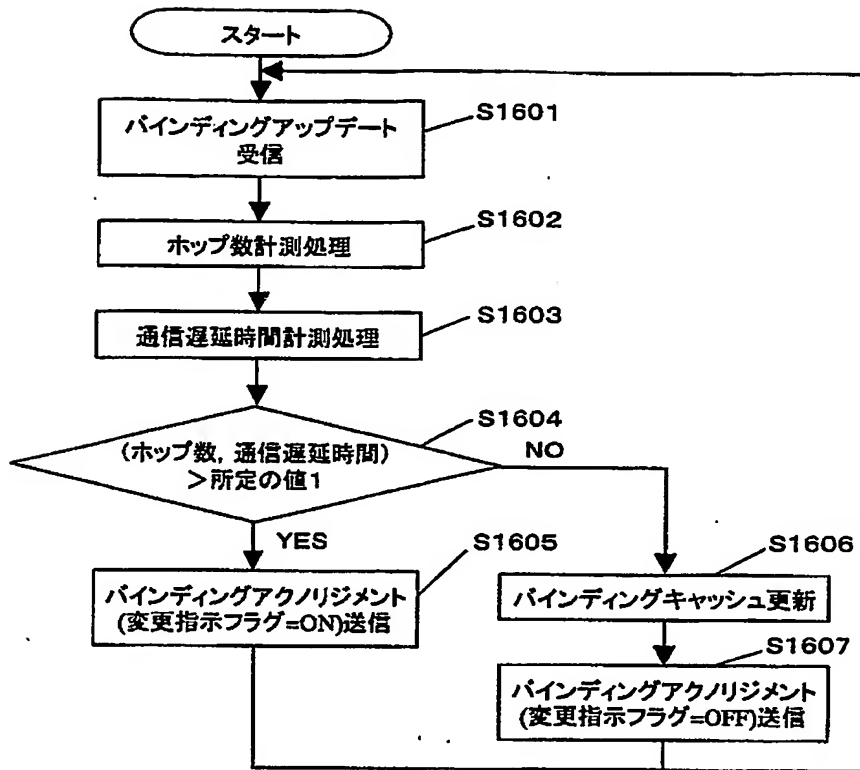 スタート
バインディングアップデート
受信
S1601
ホップ数計測処理
S1602
通信遅延時間計測処理
S1603
(ホップ数, 通信遅延時間)
>所定の値1
S1604
NO
YES
バインディングアクノリジメント
(変更指示フラグ=ON)送信
S1605
バインディングキャッシュ更新
S1606
バインディングアクノリジメント
(変更指示フラグ=OFF)送信
S1607